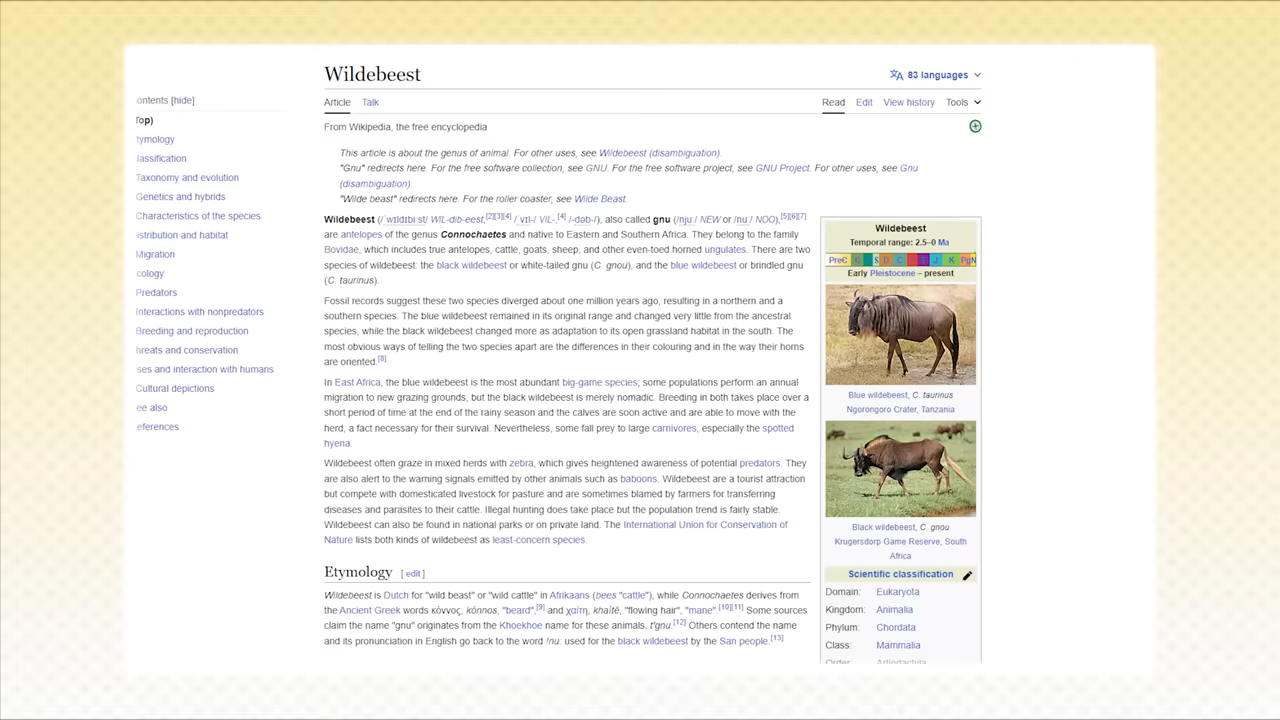 Wildebeest
83 languages
Article Talk
Read Edit View history Tools
From Wikipedia, the free encyclopedia
ontents [hide]
Top)
tymology
lassification
Taxonomy and evolution
Genetics and hybrids
Characteristics of the species
istribution and habitat
Migration
cology
Predators
Interactions with nonpredators
Breeding and reproduction
hreats and conservation
ses and interaction with humans
Cultural depictions
ee also
eferences
This article is about the genus of animal. For other uses, see Wildebeest (disambiguation).
"Gnu" redirects here. For the free software collection, see GNU. For the free software project, see GNU Project. For other uses, see Gnu
(disambiguation).
"Wilde beast" redirects here. For the roller coaster, see Wilde Beast.
Wildebeest (/ˈwɪldɪbiːst/ WIL-dib-eest,[2][3][4] /ˈvɪl-/ VIL-,[4] /-dəb-/), also called gnu (/njuː/ NEW or /nuː/ NOO),[5][6][7]
are antelopes of the genus Connochaetes and native to Eastern and Southern Africa. They belong to the family
Bovidae, which includes true antelopes, cattle, goats, sheep, and other even-toed horned ungulates. There are two
species of wildebeest: the black wildebeest or white-tailed gnu (C. gnou), and the blue wildebeest or brindled gnu
(C. taurinus).
Fossil records suggest these two species diverged about one million years ago, resulting in a northern and a
southern species. The blue wildebeest remained in its original range and changed very little from the ancestral
species, while the black wildebeest changed more as adaptation to its open grassland habitat in the south. The
most obvious ways of telling the two species apart are the differences in their colouring and in the way their horns
are oriented.[8]
In East Africa, the blue wildebeest is the most abundant big-game species; some populations perform an annual
migration to new grazing grounds, but the black wildebeest is merely nomadic. Breeding in both takes place over a
short period of time at the end of the rainy season and the calves are soon active and are able to move with the
herd, a fact necessary for their survival. Nevertheless, some fall prey to large carnivores, especially the spotted
hyena.
Wildebeest often graze in mixed herds with zebra, which gives heightened awareness of potential predators. They
are also alert to the warning signals emitted by other animals such as baboons. Wildebeest are a tourist attraction
but compete with domesticated livestock for pasture and are sometimes blamed by farmers for transferring
diseases and parasites to their cattle. Illegal hunting does take place but the population trend is fairly stable.
Wildebeest can also be found in national parks or on private land. The International Union for Conservation of
Nature lists both kinds of wildebeest as least-concern species.
Etymology [ edit ]
Wildebeest is Dutch for "wild beast" or "wild cattle" in Afrikaans (bees "cattle"), while Connochaetes derives from
the Ancient Greek words κόννος, kónnos, "beard",[9] and χαίτη, khaítē, "flowing hair", "mane".[10][11] Some sources
claim the name "gnu" originates from the Khoekhoe name for these animals, t'gnu.[12] Others contend the name
and its pronunciation in English go back to the word !nu: used for the black wildebeest by the San people.[13]
Wildebeest
Temporal range: 2.5–0 Ma
PreꞒ Ꞓ O S D C P T J K Pg N
Early Pleistocene – present
Blue wildebeest, C. taurinus
Ngorongoro Crater, Tanzania
Black wildebeest, C. gnou
Krugersdorp Game Reserve, South
Africa
Scientific classification
Domain: Eukaryota
Kingdom: Animalia
Phylum: Chordata
Class: Mammalia
Order: Artiodactyla